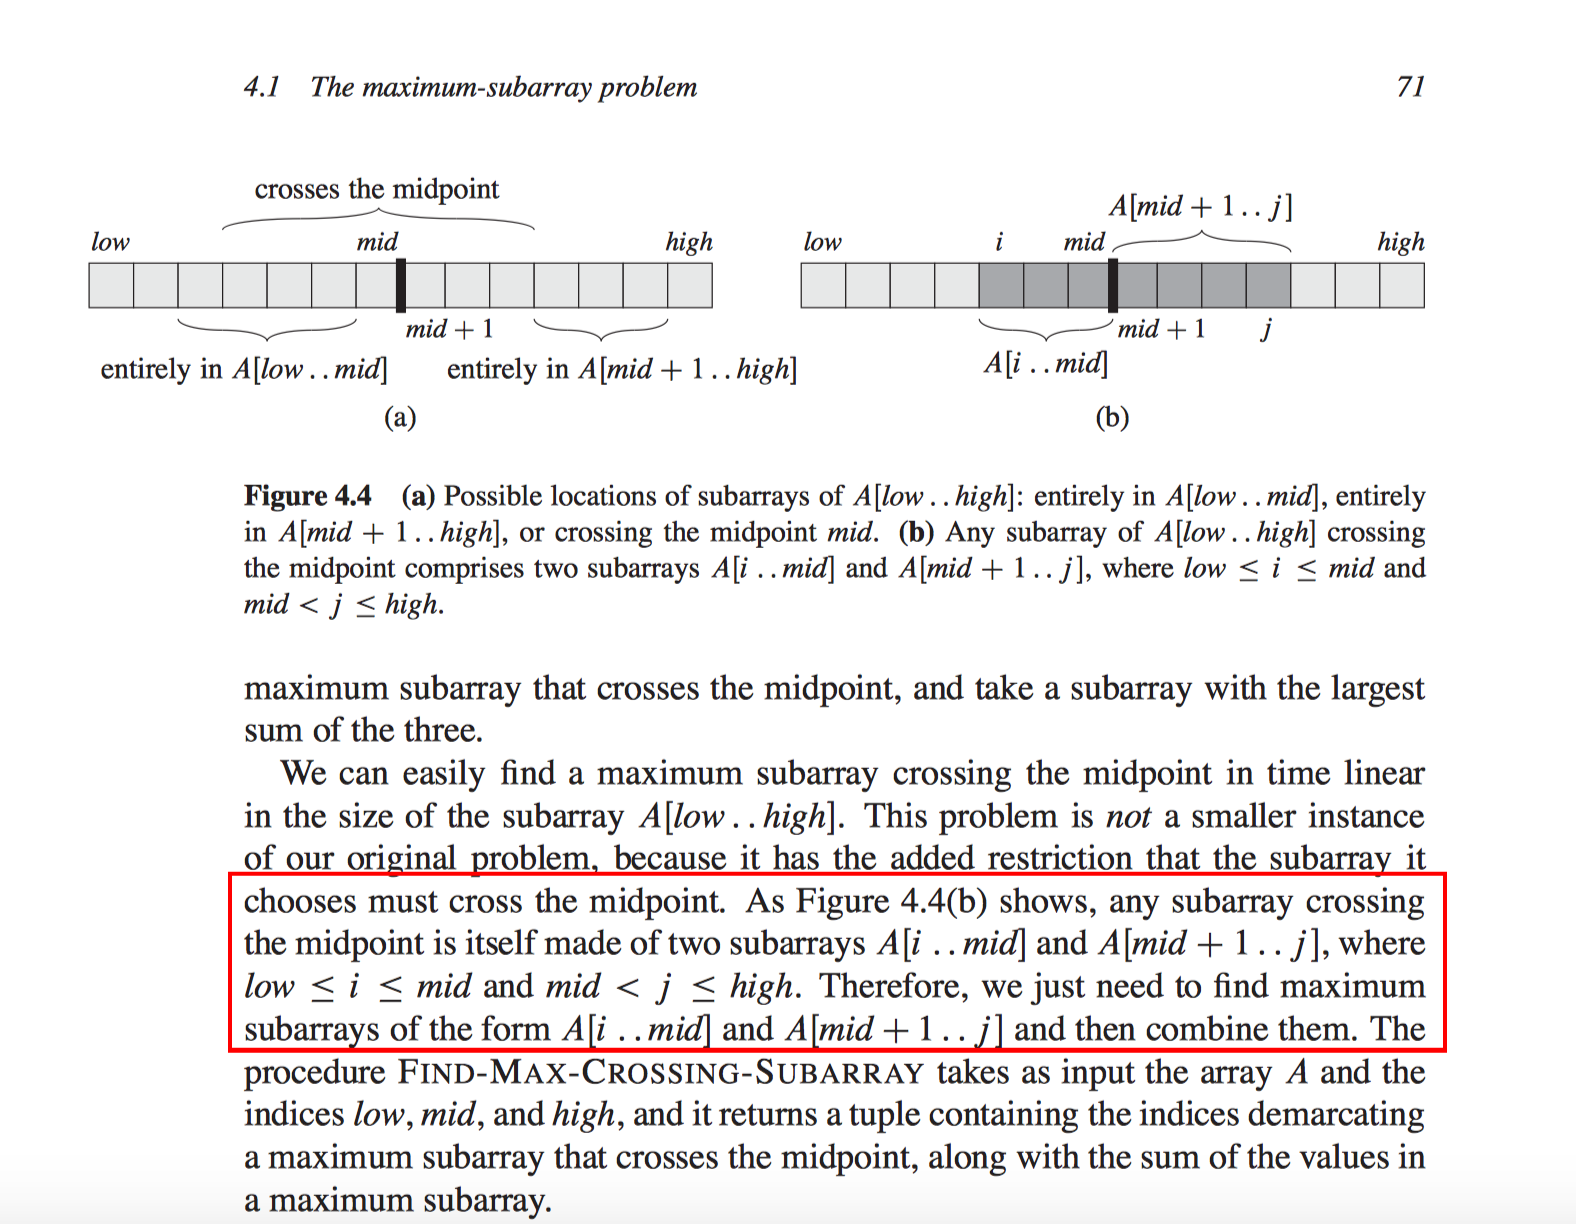 4.1 The maximum-subarray problem 71
crosses the midpoint
low mid high
mid + 1
entirely in A[low . . mid] entirely in A[mid + 1 . . high]
(a)
A[mid + 1 . . j]
low i mid high
mid + 1 j
A[i . . mid]
(b)
Figure 4.4 (a) Possible locations of subarrays of A[low . . high]: entirely in A[low . . mid], entirely
in A[mid + 1 . . high], or crossing the midpoint mid. (b) Any subarray of A[low . . high] crossing
the midpoint comprises two subarrays A[i . . mid] and A[mid + 1 . . j], where low ≤ i ≤ mid and
mid < j ≤ high.
maximum subarray that crosses the midpoint, and take a subarray with the largest
sum of the three.
We can easily find a maximum subarray crossing the midpoint in time linear
in the size of the subarray A[low . . high]. This problem is not a smaller instance
of our original problem, because it has the added restriction that the subarray it
chooses must cross the midpoint. As Figure 4.4(b) shows, any subarray crossing
the midpoint is itself made of two subarrays A[i . . mid] and A[mid + 1 . . j], where
low ≤ i ≤ mid and mid < j ≤ high. Therefore, we just need to find maximum
subarrays of the form A[i . . mid] and A[mid + 1 . . j] and then combine them. The
procedure FIND-MAX-CROSSING-SUBARRAY takes as input the array A and the
indices low, mid, and high, and it returns a tuple containing the indices demarcating
a maximum subarray that crosses the midpoint, along with the sum of the values in
a maximum subarray.